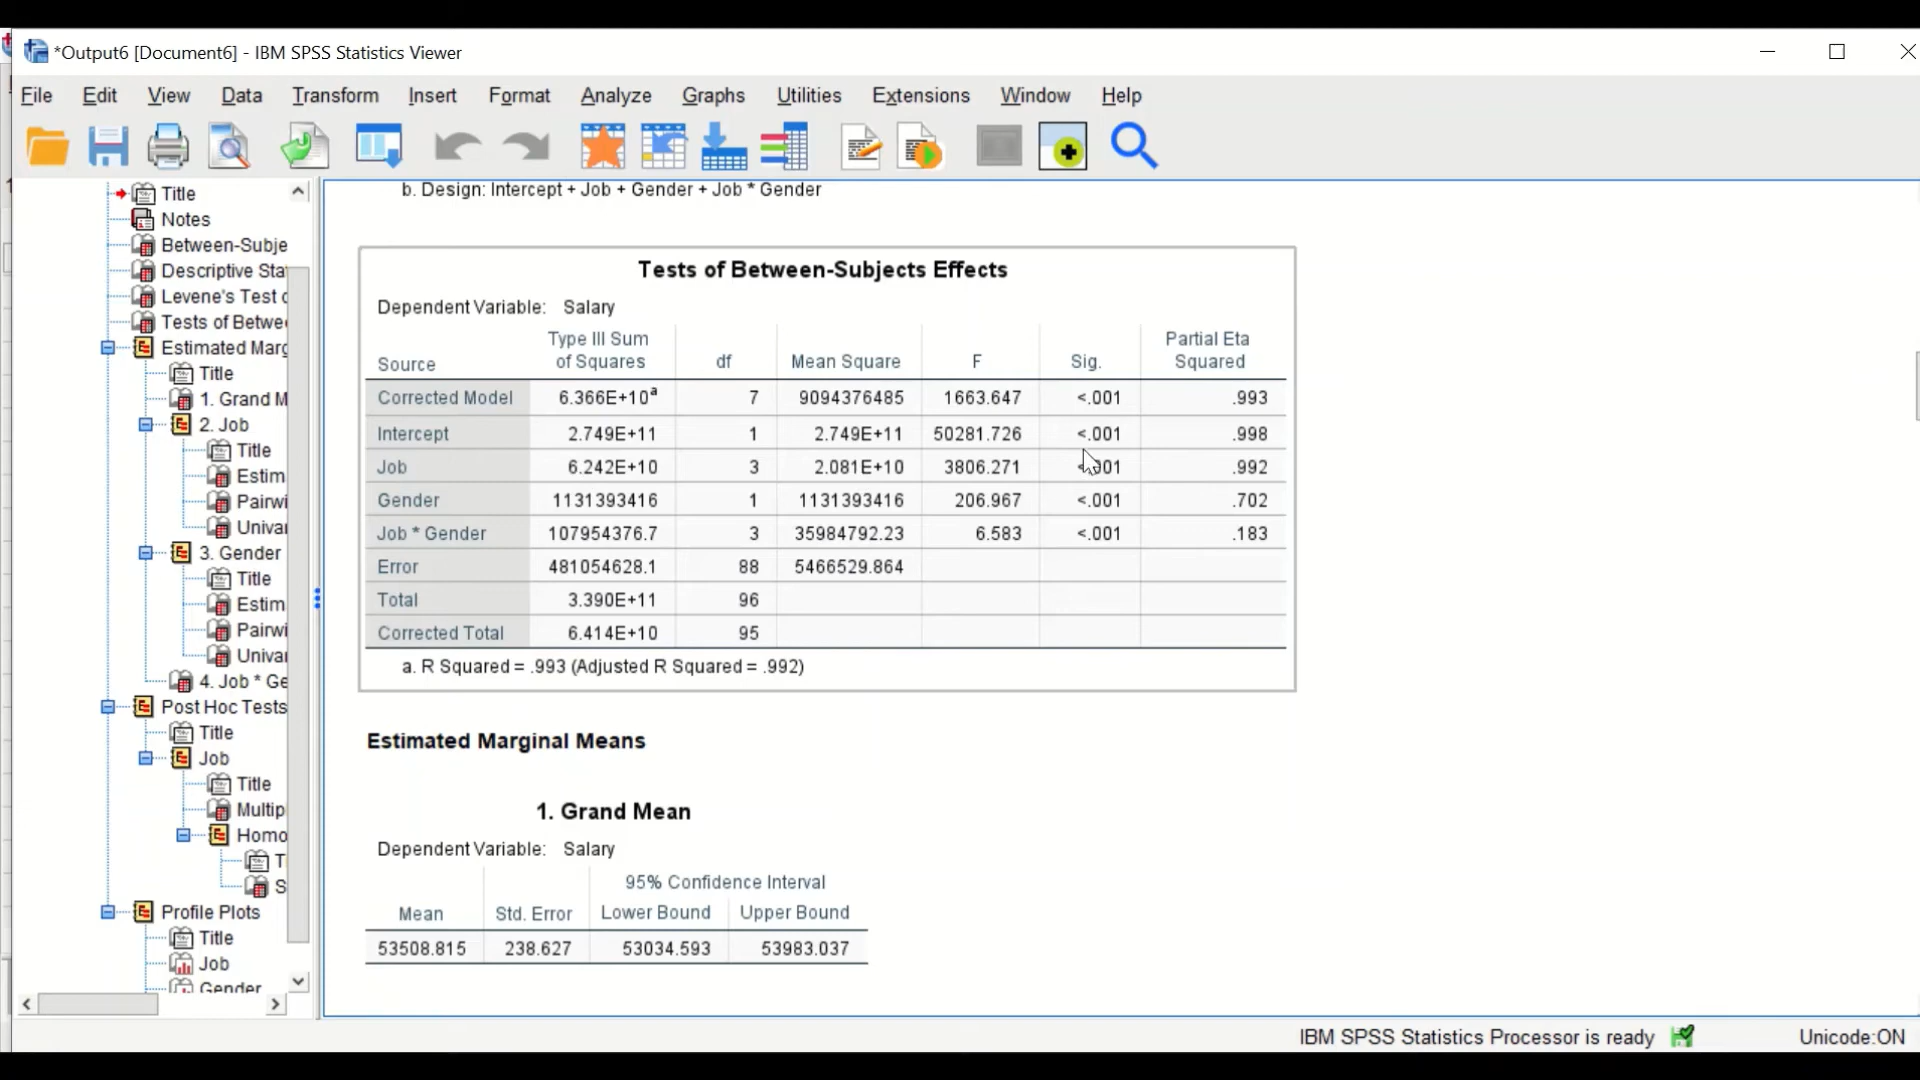 *Output6 [Document6] - IBM SPSS Statistics Viewer
File Edit View Data Transform Insert Format Analyze Graphs Utilities Extensions Window Help
Title
Notes
Between-Subje
Descriptive Sta
Levene's Test
Tests of Betwe
Estimated Marg
Title
1. Grand M
2. Job
Title
Estim
Pairwi
Univar
3. Gender
Title
Estim
Pairwi
Univar
4. Job * Ge
Post Hoc Tests
Title
Job
Title
Multip
Homo
T
S
Profile Plots
Title
Job
Gender
b. Design: Intercept + Job + Gender + Job * Gender
Tests of Between-Subjects Effects
Dependent Variable: Salary
Source Type III Sum of Squares df Mean Square F Sig. Partial Eta Squared
Corrected Model 6.366E+10a 7 9094376485 1663.647 <.001 .993
Intercept 2.749E+11 1 2.749E+11 50281.726 <.001 .998
Job 6.242E+10 3 2.081E+10 3806.271 <.001 .992
Gender 1131393416 1 1131393416 206.967 <.001 .702
Job * Gender 107954376.7 3 35984792.23 6.583 <.001 .183
Error 481054628.1 88 5466529.864
Total 3.390E+11 96
Corrected Total 6.414E+10 95
a. R Squared = .993 (Adjusted R Squared = .992)
Estimated Marginal Means
1. Grand Mean
Dependent Variable: Salary
95% Confidence Interval
Mean Std. Error Lower Bound Upper Bound
53508.815 238.627 53034.593 53983.037
IBM SPSS Statistics Processor is ready Unicode:ON